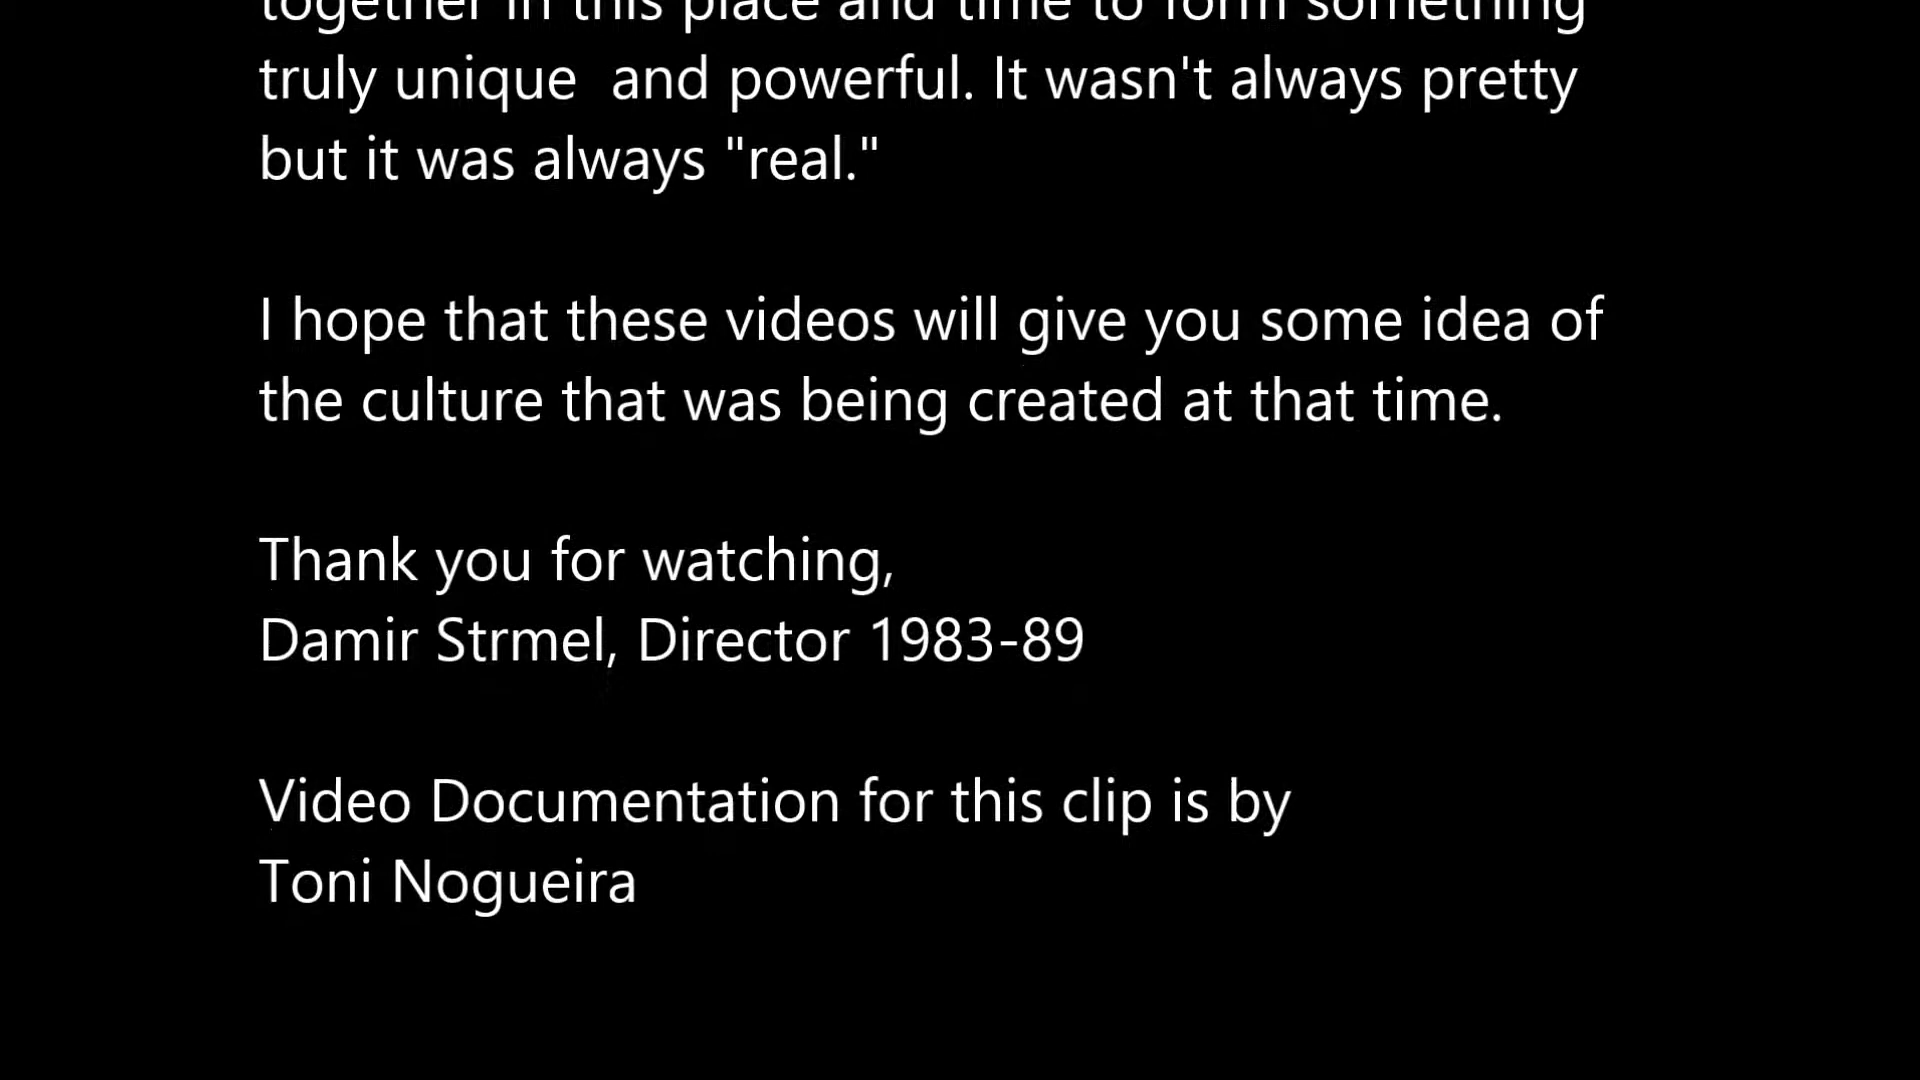 together in this place and time to form something
truly unique  and powerful. It wasn't always pretty
but it was always "real."
I hope that these videos will give you some idea of
the culture that was being created at that time.
Thank you for watching,
Damir Strmel, Director 1983-89
Video Documentation for this clip is by
Toni Nogueira